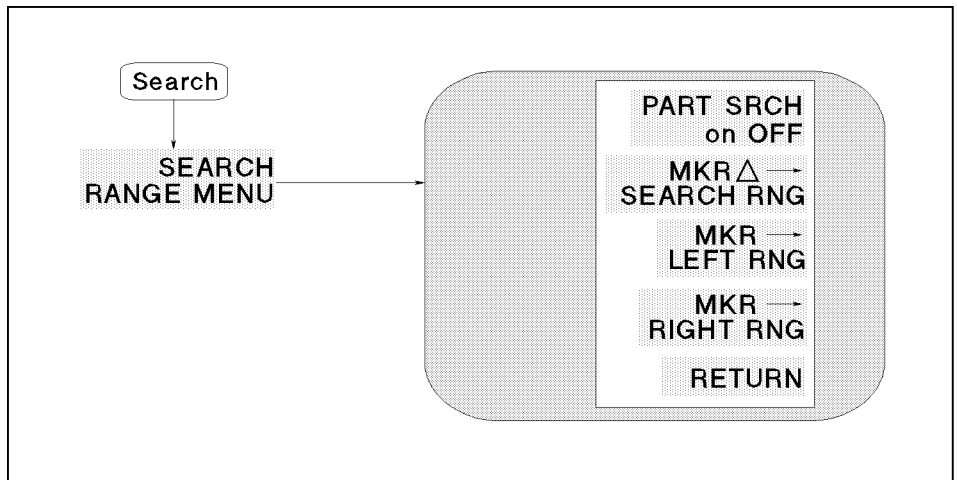 Search
SEARCH
RANGE MENU
PART SRCH
on OFF
MKR△→
SEARCH RNG
MKR→
LEFT RNG
MKR→
RIGHT RNG
RETURN